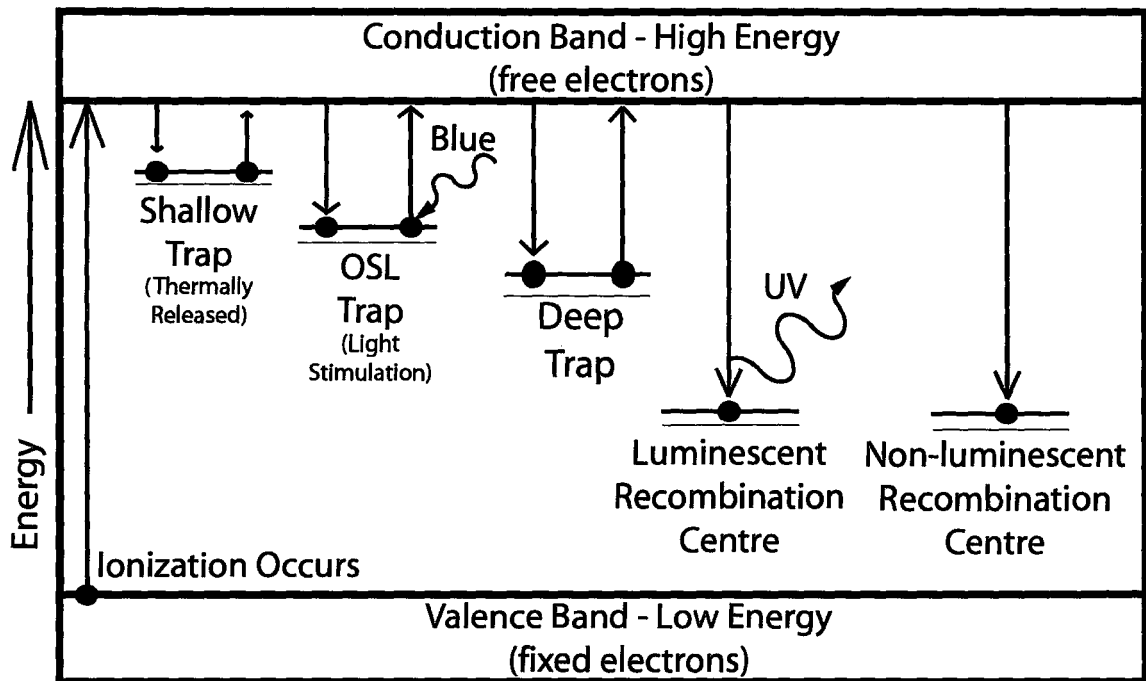 Conduction Band - High Energy
(free electrons)
Blue
Shallow
Trap
(Thermally
Released)
OSL
Trap
(Light
Stimulation)
Deep
Trap
UV
Luminescent
Recombination
Centre
Non-luminescent
Recombination
Centre
Energy
Ionization Occurs
Valence Band - Low Energy
(fixed electrons)